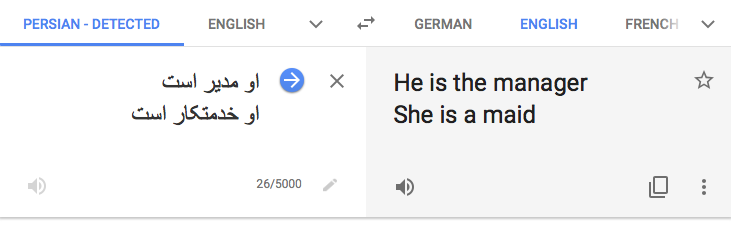 PERSIAN - DETECTED ENGLISH GERMAN ENGLISH FRENCH
او مدیر است
او خدمتکار است
26/5000
He is the manager
She is a maid